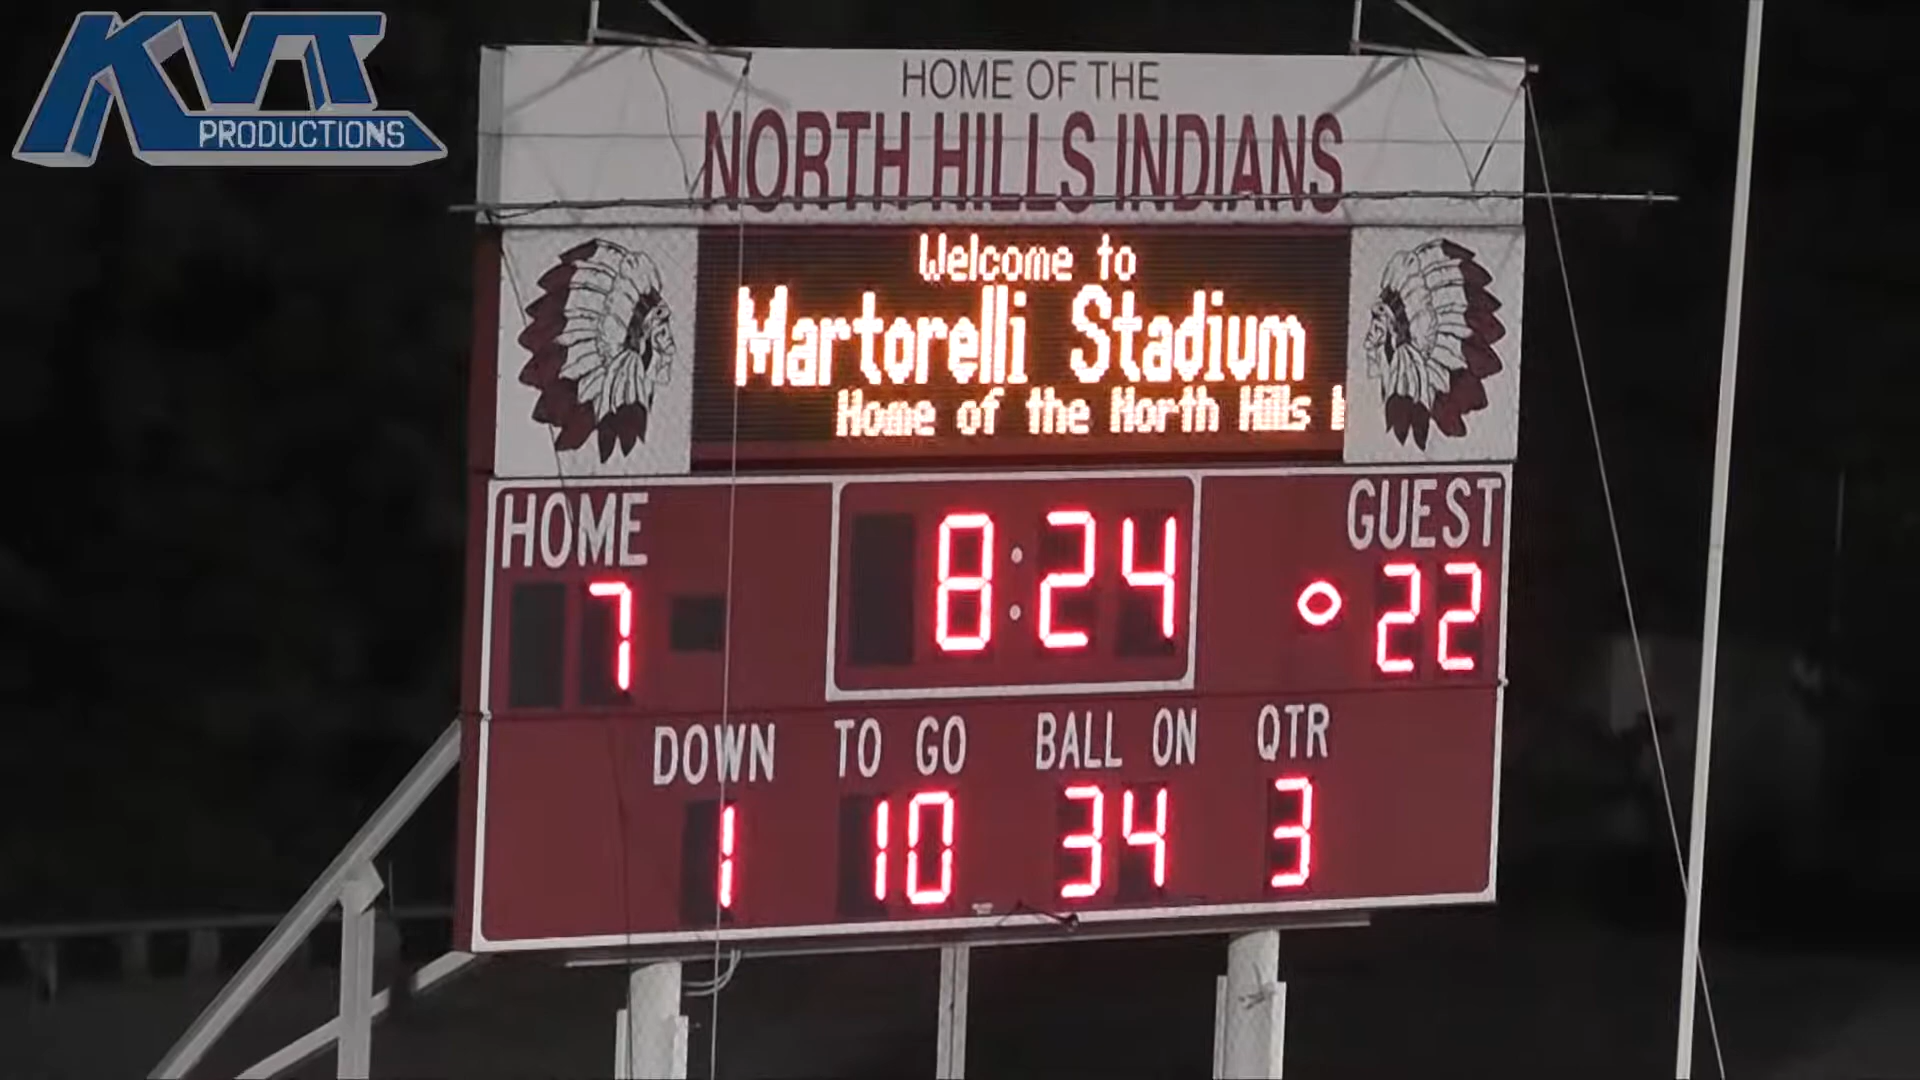 KVT
PRODUCTIONS
HOME OF THE
NORTH HILLS INDIANS
Welcome to
Martorelli Stadium
Home of the North Hills
HOME 8:24 GUEST
7 22
DOWN TO GO BALL ON QTR
1 10 34 3